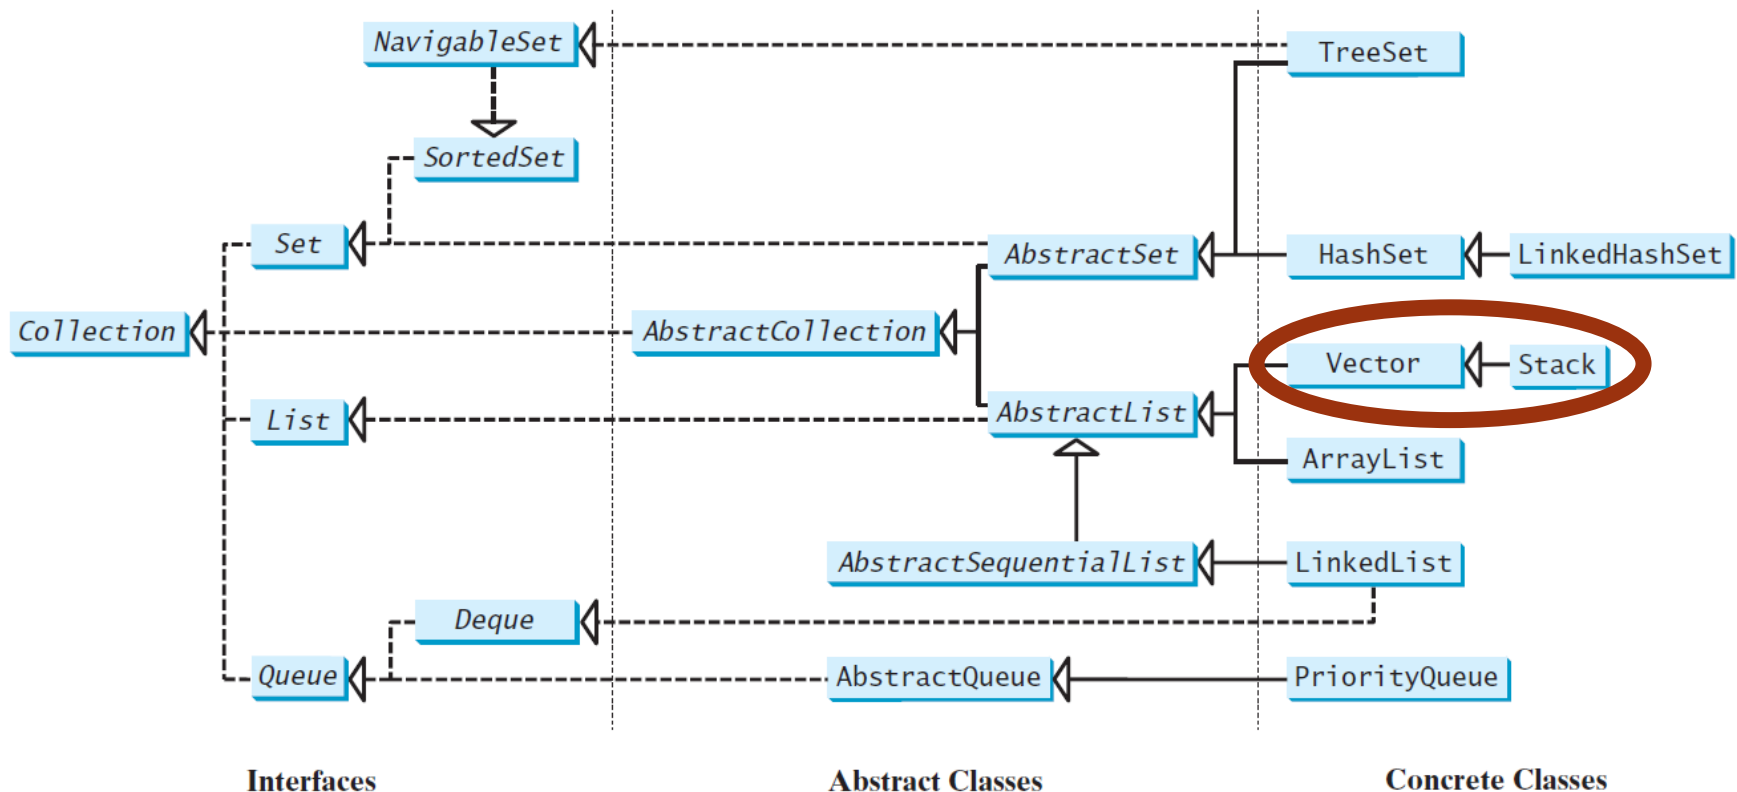 NavigableSet
TreeSet
SortedSet
Set
AbstractSet
HashSet
LinkedHashSet
Collection
AbstractCollection
Vector
Stack
List
AbstractList
ArrayList
AbstractSequentialList
LinkedList
Deque
Queue
AbstractQueue
PriorityQueue
Interfaces
Abstract Classes
Concrete Classes